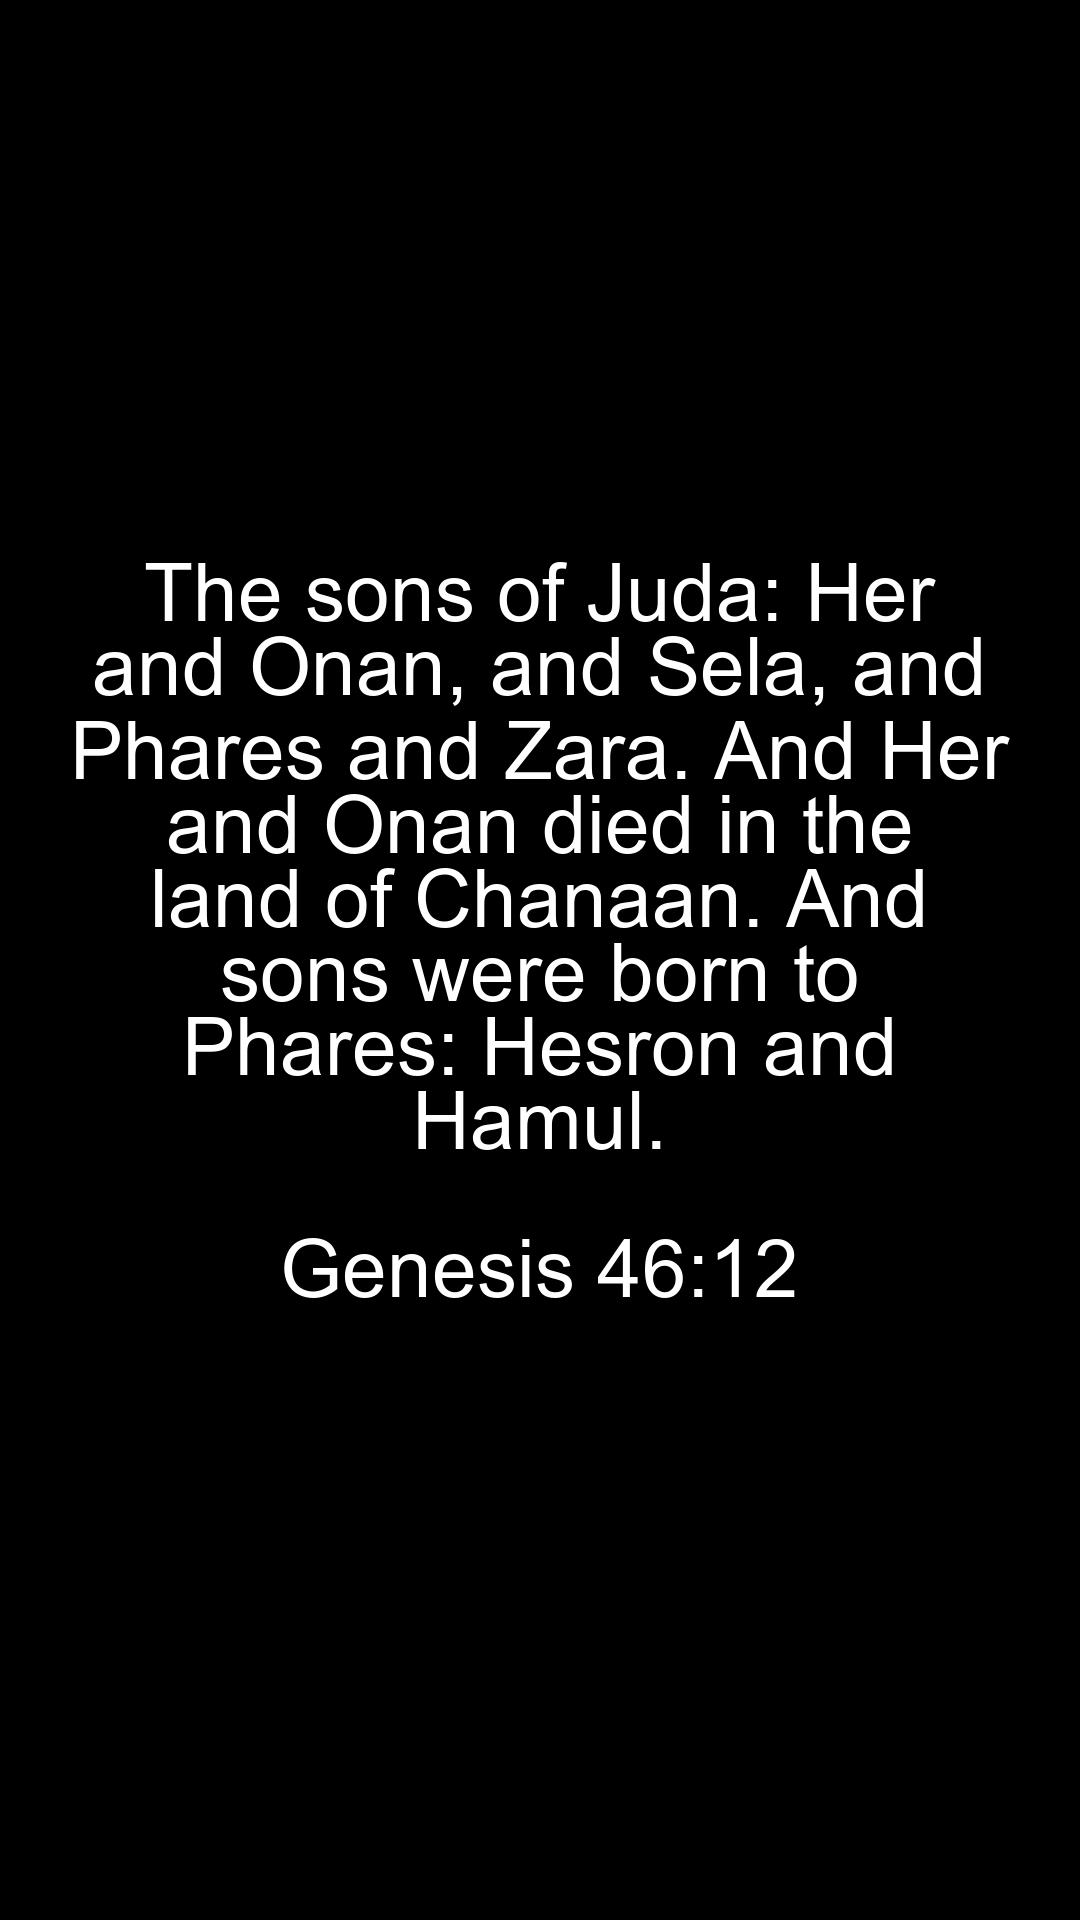 The sons of Juda: Her
and Onan, and Sela, and
Phares and Zara. And Her
and Onan died in the
land of Chanaan. And
sons were born to
Phares: Hesron and
Hamul.
Genesis 46:12